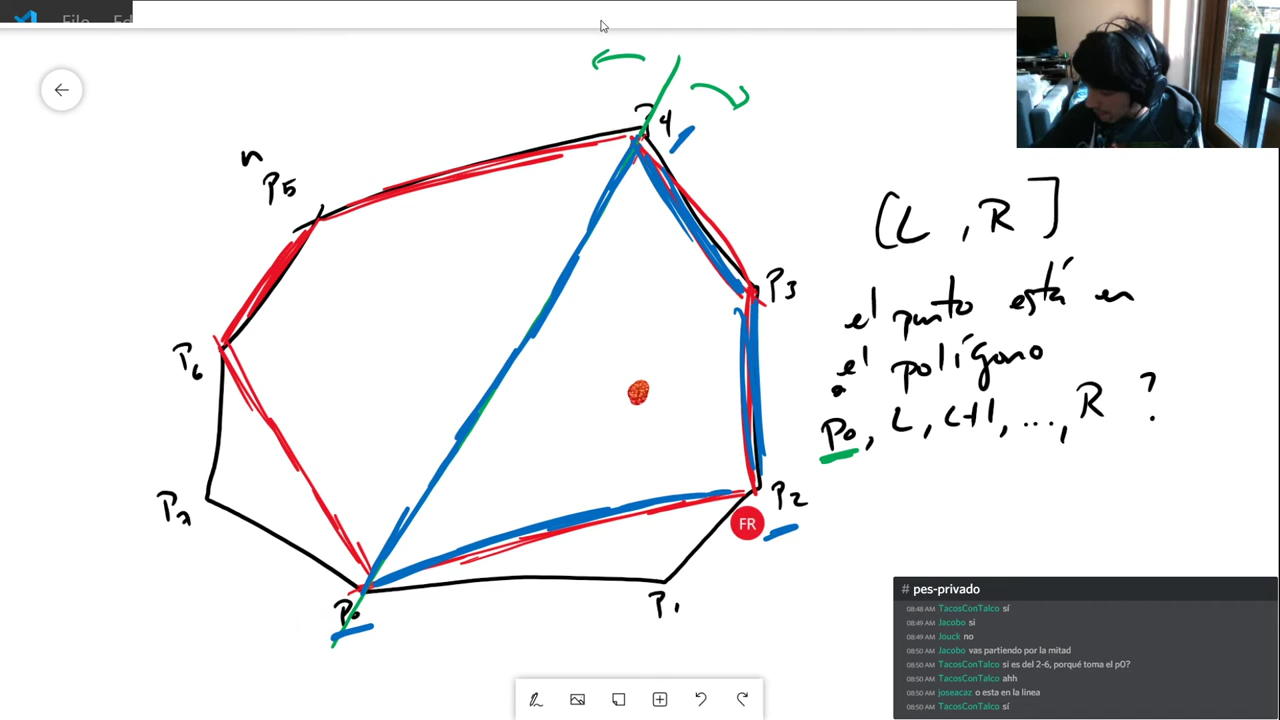 File Ed
P4
n
P5
(L, R]
P3
el punto está en
el polígono
P6
P0, L, L+1, ..., R ?
P2
P7
FR
P0
P1
# pes-privado
08:48 AM TacosConTalco sí
08:49 AM Jacobo si
08:49 AM Jouck no
08:50 AM Jacobo vas partiendo por la mitad
08:50 AM TacosConTalco si es del 2-6, porqué toma el p0?
08:50 AM TacosConTalco ahh
08:50 AM joseacaz o esta en la linea
08:50 AM TacosConTalco sí